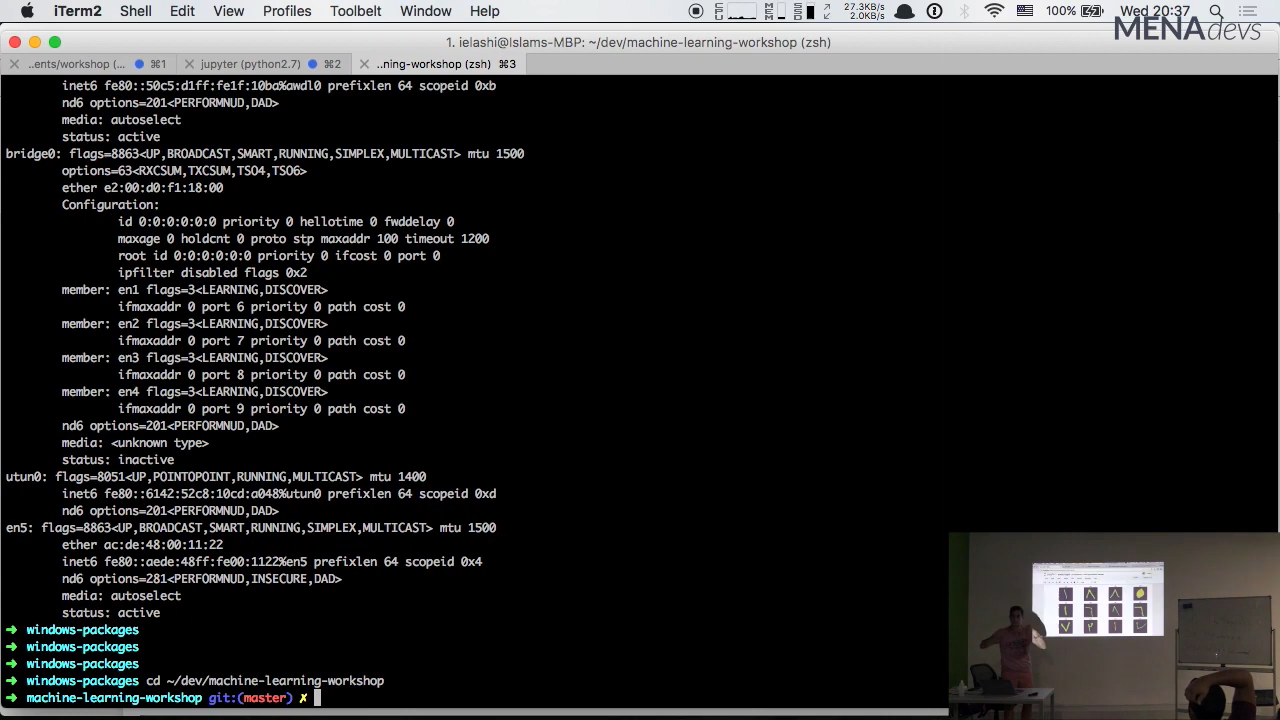 iTerm2 Shell Edit View Profiles Toolbelt Window Help 27.3KB/s 2.0KB/s 100% Wed 20:37
MENAdevs
1. ielashi@Islams-MBP: ~/dev/machine-learning-workshop (zsh)
..ents/workshop (... ⌘1 jupyter (python2.7) ⌘2 ..ning-workshop (zsh) ⌘3
inet6 fe80::50c5:d1ff:fe1f:10ba%awdl0 prefixlen 64 scopeid 0xb
nd6 options=201<PERFORMNUD,DAD>
media: autoselect
status: active
bridge0: flags=8863<UP,BROADCAST,SMART,RUNNING,SIMPLEX,MULTICAST> mtu 1500
options=63<RXCSUM,TXCSUM,TSO4,TSO6>
ether e2:00:d0:f1:18:00
Configuration:
id 0:0:0:0:0:0 priority 0 hellotime 0 fwddelay 0
maxage 0 holdcnt 0 proto stp maxaddr 100 timeout 1200
root id 0:0:0:0:0:0 priority 0 ifcost 0 port 0
ipfilter disabled flags 0x2
member: en1 flags=3<LEARNING,DISCOVER>
ifmaxaddr 0 port 6 priority 0 path cost 0
member: en2 flags=3<LEARNING,DISCOVER>
ifmaxaddr 0 port 7 priority 0 path cost 0
member: en3 flags=3<LEARNING,DISCOVER>
ifmaxaddr 0 port 8 priority 0 path cost 0
member: en4 flags=3<LEARNING,DISCOVER>
ifmaxaddr 0 port 9 priority 0 path cost 0
nd6 options=201<PERFORMNUD,DAD>
media: <unknown type>
status: inactive
utun0: flags=8051<UP,POINTOPOINT,RUNNING,MULTICAST> mtu 1400
inet6 fe80::6142:52c8:10cd:a048%utun0 prefixlen 64 scopeid 0xd
nd6 options=201<PERFORMNUD,DAD>
en5: flags=8863<UP,BROADCAST,SMART,RUNNING,SIMPLEX,MULTICAST> mtu 1500
ether ac:de:48:00:11:22
inet6 fe80::aede:48ff:fe00:1122%en5 prefixlen 64 scopeid 0x4
nd6 options=281<PERFORMNUD,INSECURE,DAD>
media: autoselect
status: active
➜ windows-packages
➜ windows-packages
➜ windows-packages
➜ windows-packages cd ~/dev/machine-learning-workshop
➜ machine-learning-workshop git:(master) ✗